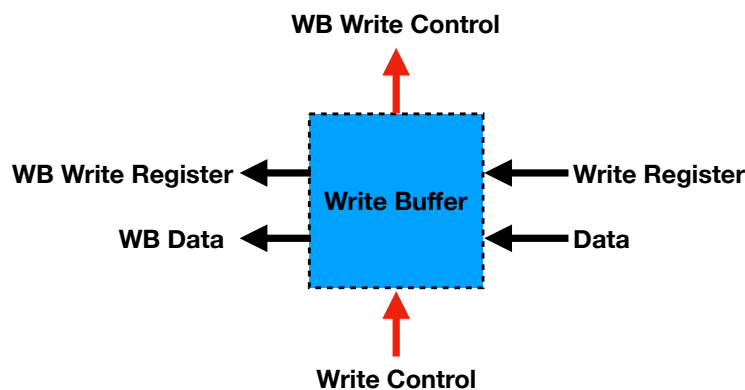 WB Write Control
WB Write Register
Write Buffer
Write Register
WB Data
Data
Write Control